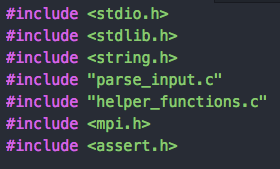 #include <stdio.h>
#include <stdlib.h>
#include <string.h>
#include "parse_input.c"
#include "helper_functions.c"
#include <mpi.h>
#include <assert.h>